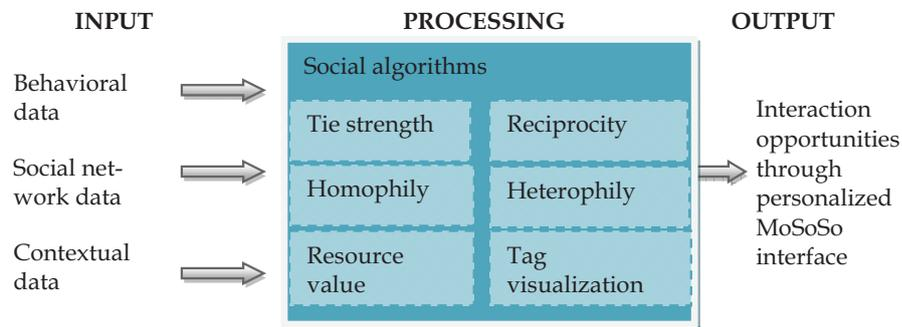 INPUT
PROCESSING
OUTPUT
Behavioral
data
Social net-
work data
Contextual
data
Social algorithms
Tie strength
Reciprocity
Homophily
Heterophily
Resource
value
Tag
visualization
Interaction
opportunities
through
personalized
MoSoSo
interface